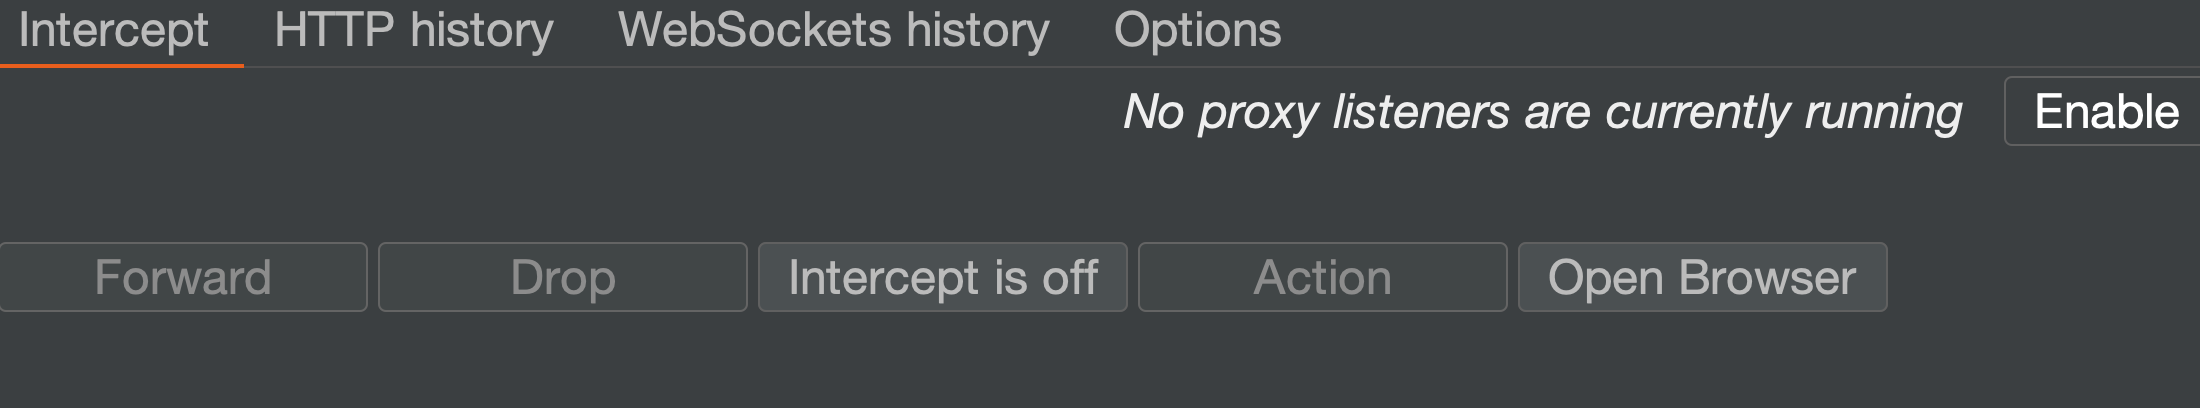 Intercept HTTP history WebSockets history Options
No proxy listeners are currently running Enable
Forward Drop Intercept is off Action Open Browser